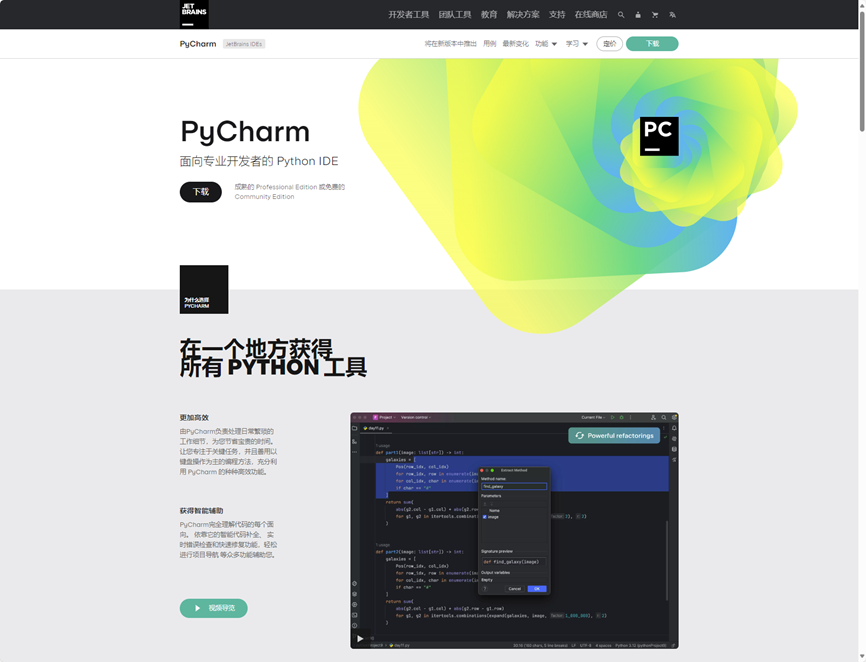 JET
BRAINS
开发者工具 团队工具 教育 解决方案 支持 在线商店
PyCharm JetBrains IDEs
将在新版本中推出 用例 最新变化 功能 学习 定价 下载
PyCharm
面向专业开发者的 Python IDE
下载
成熟的 Professional Edition 或免费的
Community Edition
PC
为什么选择
PYCHARM
在一个地方获得
所有 PYTHON 工具
更加高效
由PyCharm负责处理日常繁琐的
工作细节，为您节省宝贵的时间。
让您专注于关键任务，并且善用以
键盘操作为主的编程方法，充分利
用 PyCharm 的种种高效功能。
获得智能辅助
PyCharm完全理解代码的每个面
向。 依靠它的智能代码补全、 实
时错误检查和快速修复功能，轻松
进行项目导航 等众多功能辅助您。
视频导览
Project Version control Current File
day11.py
Powerful refactorings
1 usage
def part1(image: list[str]) -> int:
galaxies = [
Pos(row_idx, col_idx)
for row_idx, row in enumerate(
for col_idx, char in enumerate(
if char == "#"
]
return sum(
abs(g2.col - g1.col) + abs(g2.row
for g1, g2 in itertools.combinations
)
Extract Method
Method name:
find_galaxy
Parameters
Name
image
Signature preview
def find_galaxy(image)
Output variables
Empty
Cancel OK
1 usage
def part2(image: list[str]) -> int:
galaxies = [
Pos(row_idx, col_idx)
for row_idx, row in enumerate(
for col_idx, char in enumerate(
if char == "#"
]
return sum(
abs(g2.col - g1.col) + abs(g2.row - g1.row)
for g1, g2 in itertools.combinations(expand(galaxies, image, 1_000_000), 2)
)
day11.py